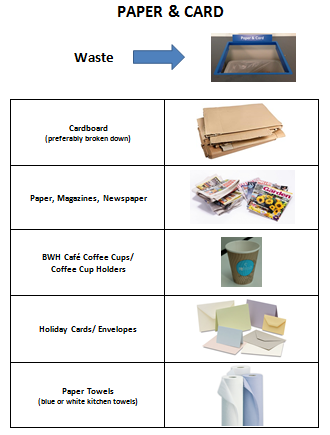 PAPER & CARD
Waste
Paper & Card
Cardboard
(preferably broken down)
Paper, Magazines, Newspaper
Garden
BWH Café Coffee Cups/
Coffee Cup Holders
Holiday Cards/ Envelopes
Paper Towels
(blue or white kitchen towels)